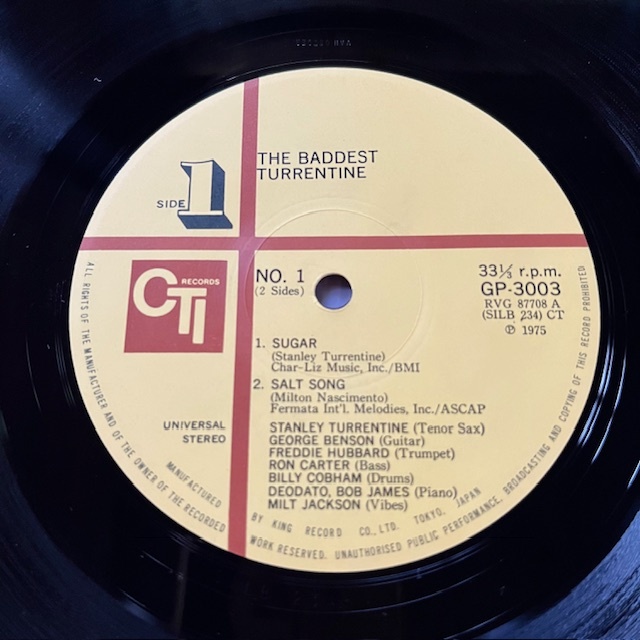 THE BADDEST
TURRENTINE
SIDE 1
CTI RECORDS
NO. 1
(2 Sides)
33⅓ r.p.m.
GP-3003
RVG 87708 A
(SILB 234) CT
℗ 1975
1. SUGAR
(Stanley Turrentine)
Char-Liz Music, Inc./BMI
2. SALT SONG
(Milton Nascimento)
Fermata Int'l. Melodies, Inc./ASCAP
UNIVERSAL
STEREO
STANLEY TURRENTINE (Tenor Sax)
GEORGE BENSON (Guitar)
FREDDIE HUBBARD (Trumpet)
RON CARTER (Bass)
BILLY COBHAM (Drums)
DEODATO, BOB JAMES (Piano)
MILT JACKSON (Vibes)
MANUFACTURED BY KING RECORD CO., LTD. TOKYO, JAPAN
ALL RIGHTS OF THE MANUFACTURER AND OF THE OWNER OF THE RECORDED WORK RESERVED. UNAUTHORISED PUBLIC PERFORMANCE, BROADCASTING AND COPYING OF THIS RECORD PROHIBITED!